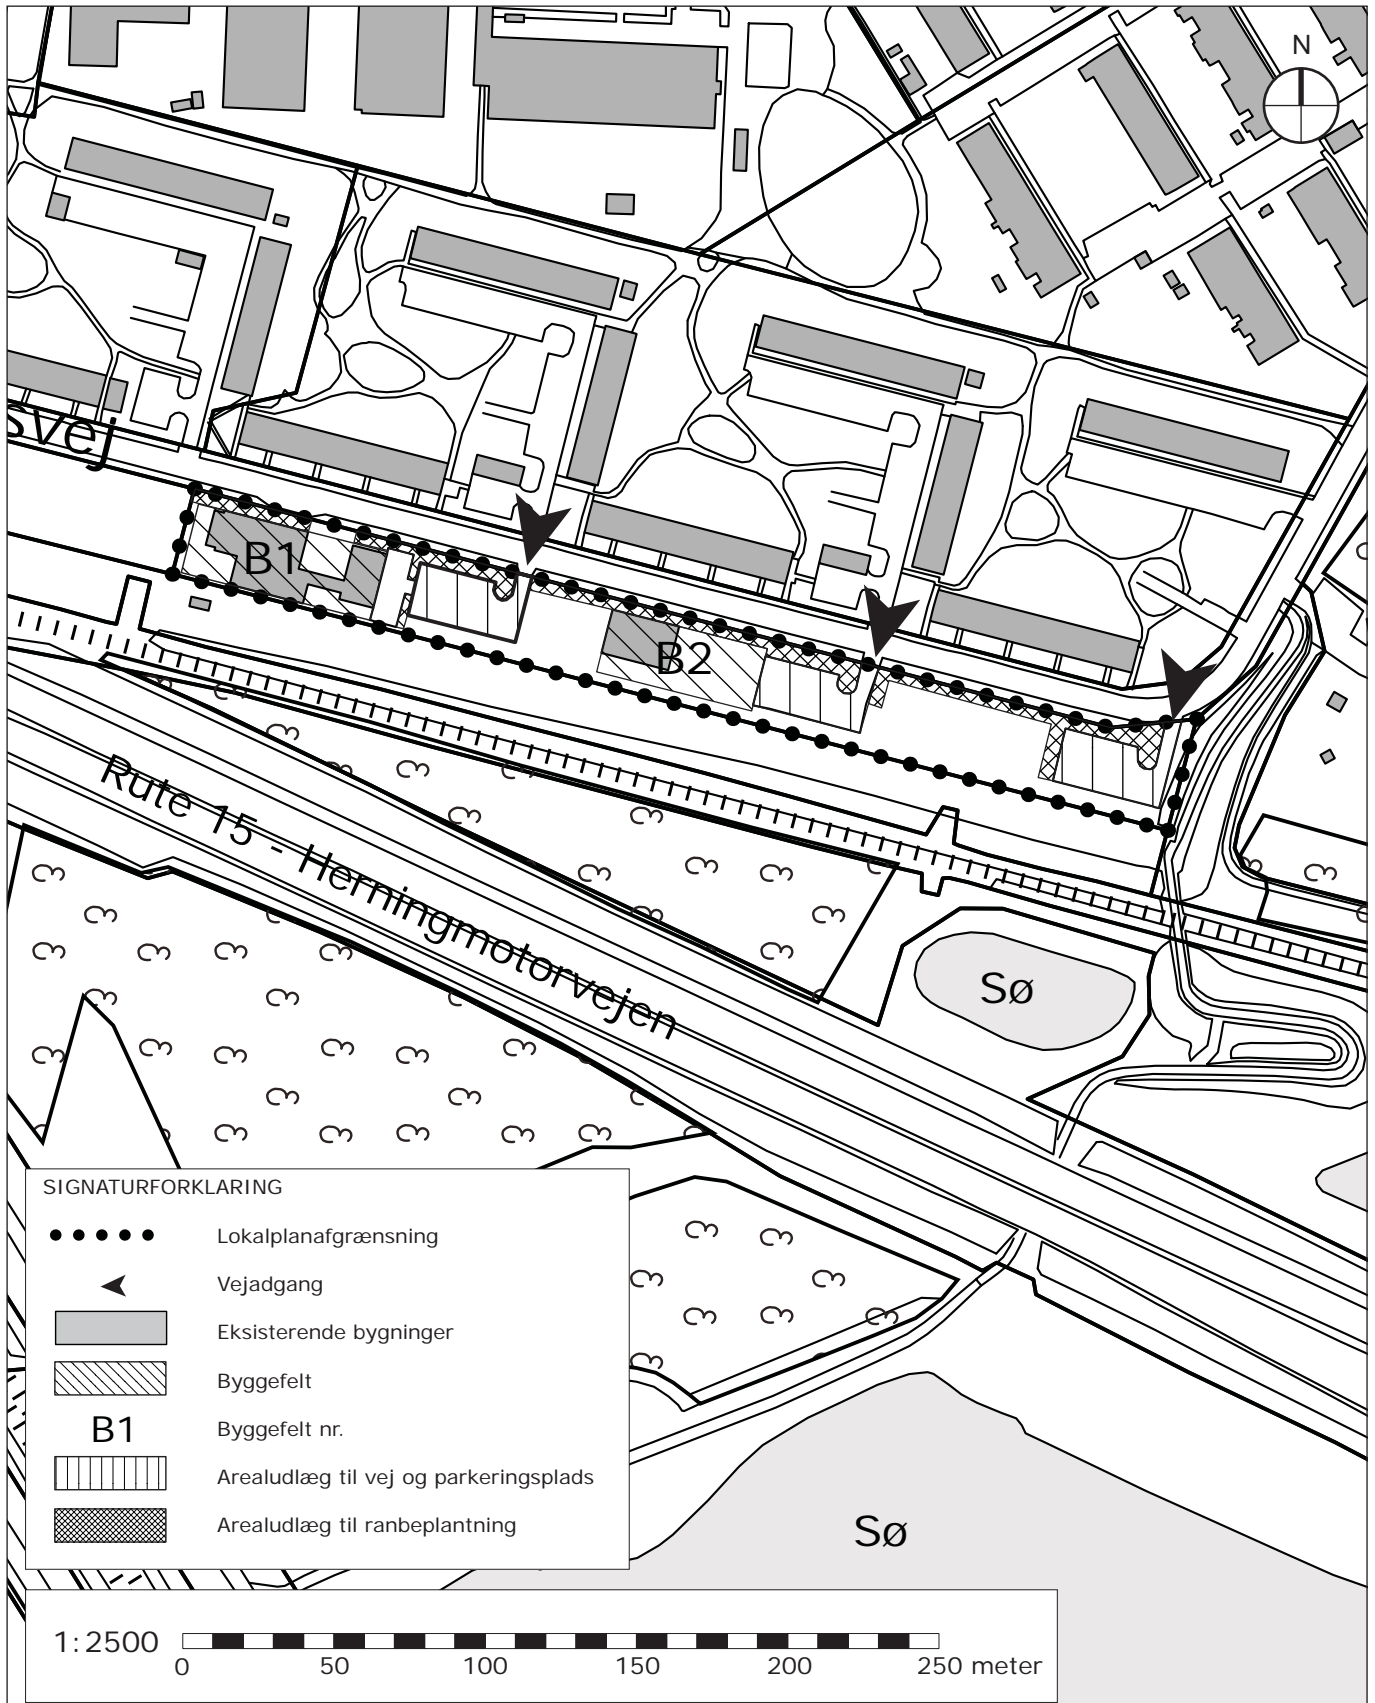 N
svej
B1
B2
Rute 15 - Herningmotorvejen
Sø
SIGNATURFORKLARING
Lokalplanafgrænsning
Vejadgang
Eksisterende bygninger
Byggefelt
B1 Byggefelt nr.
Arealudlæg til vej og parkeringsplads
Arealudlæg til ranbeplantning
Sø
1:2500
0 50 100 150 200 250 meter